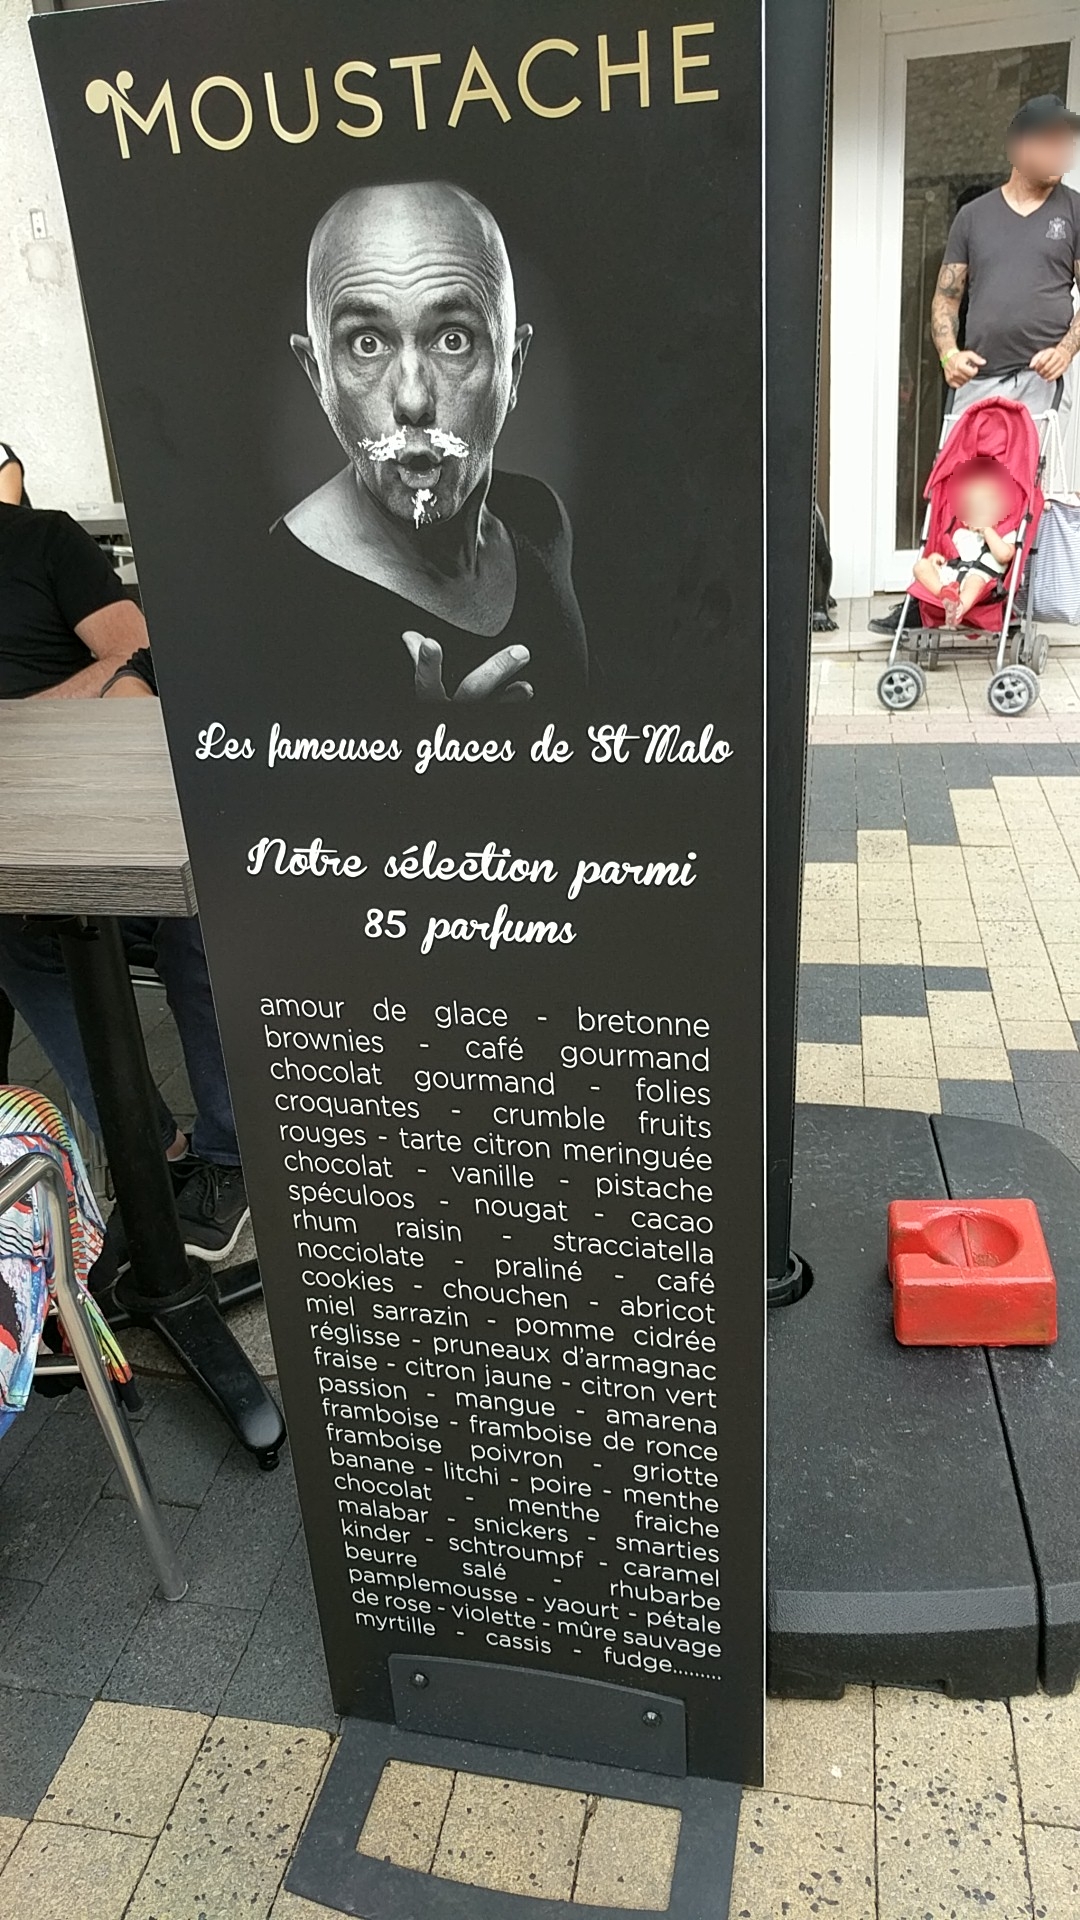 MOUSTACHE
Les fameuses glaces de St Malo
Notre sélection parmi
85 parfums
amour de glace - bretonne
brownies - café gourmand
chocolat gourmand - folies
croquantes - crumble fruits
rouges - tarte citron meringuée
chocolat - vanille - pistache
spéculoos - nougat - cacao
rhum raisin - stracciatella
nocciolate - praliné - café
cookies - chouchen - abricot
miel sarrazin - pomme cidrée
réglisse - pruneaux d'armagnac
fraise - citron jaune - citron vert
passion - mangue - amarena
framboise - framboise de ronce
framboise poivron - griotte
banane - litchi - poire - menthe
chocolat - menthe fraiche
malabar - snickers - smarties
kinder - schtroumpf - caramel
beurre salé - rhubarbe
pamplemousse - yaourt - pétale
de rose - violette - mûre sauvage
myrtille - cassis - fudge.........